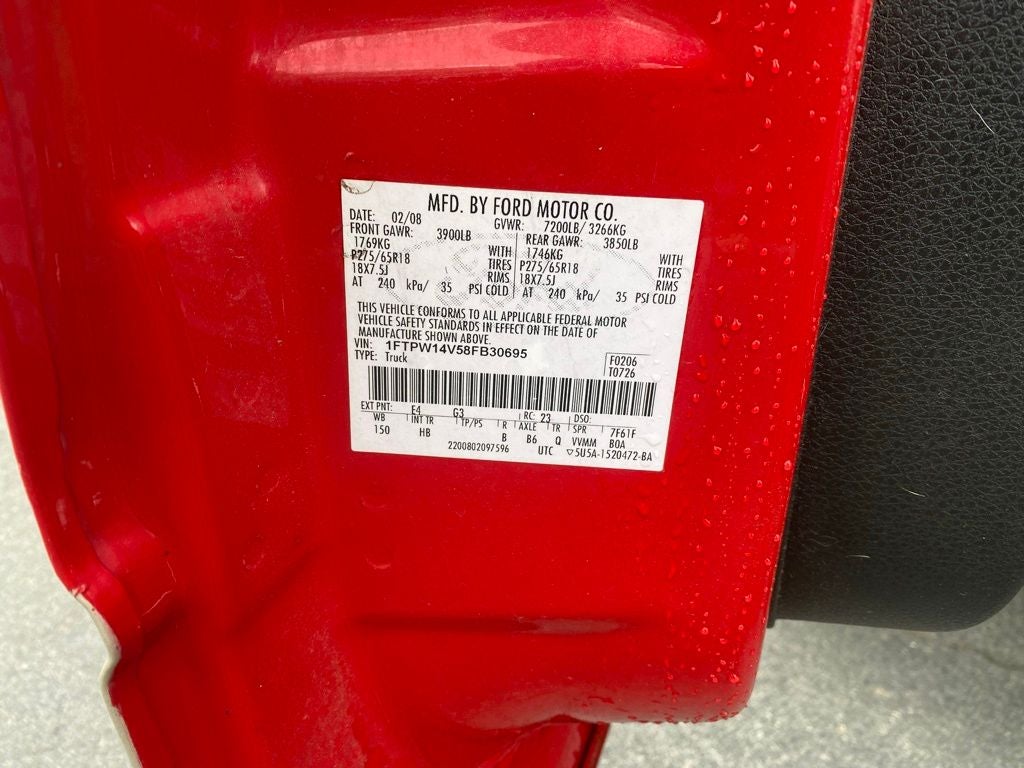 MFD. BY FORD MOTOR CO.
DATE: 02/08 GVWR: 7200LB/ 3266KG
FRONT GAWR: 3900LB REAR GAWR: 3850LB
1769KG WITH 1746KG WITH
P275/65R18 TIRES P275/65R18 TIRES
18X7.5J RIMS 18X7.5J RIMS
AT 240 kPa/ 35 PSI COLD AT 240 kPa/ 35 PSI COLD
THIS VEHICLE CONFORMS TO ALL APPLICABLE FEDERAL MOTOR
VEHICLE SAFETY STANDARDS IN EFFECT ON THE DATE OF
MANUFACTURE SHOWN ABOVE.
VIN: 1FTPW14V58FB30695 F0206
TYPE: Truck T0726
EXT PNT: E4 G3 RC: 23 DSO:
WB INT TR TP/PS R AXLE TR SPR 7F61F
150 HB B B6 Q VVMM BOA
2200802097596 UTC ▽5U5A-1520472-BA